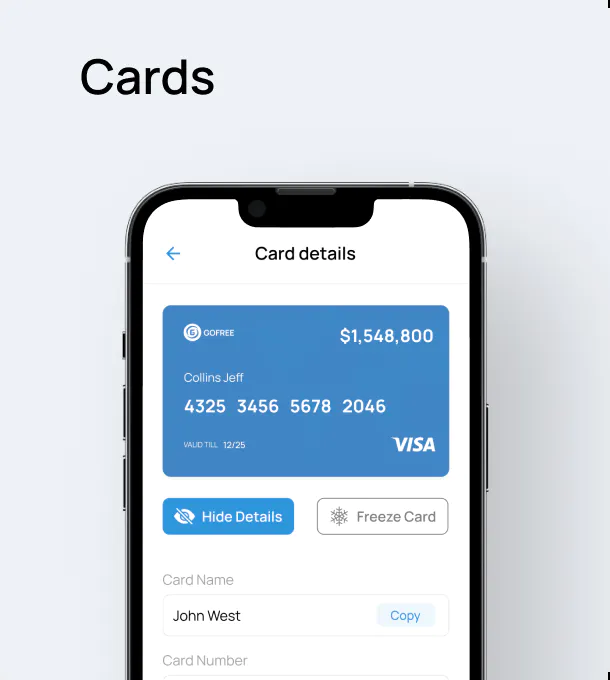 Cards
Card details
GOFREE
$1,548,800
Collins Jeff
4325 3456 5678 2046
VALID TILL 12/25
VISA
Hide Details
Freeze Card
Card Name
John West
Copy
Card Number